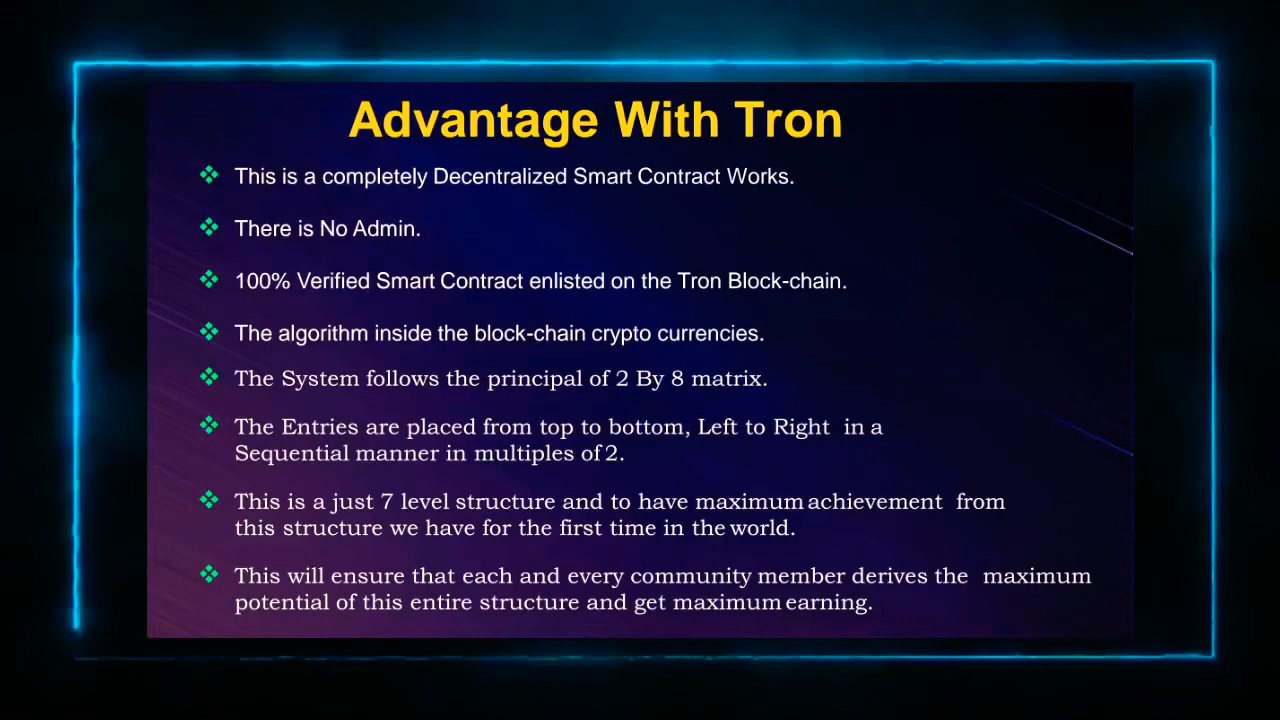 Advantage With Tron
This is a completely Decentralized Smart Contract Works.
There is No Admin.
100% Verified Smart Contract enlisted on the Tron Block-chain.
The algorithm inside the block-chain crypto currencies.
The System follows the principal of 2 By 8 matrix.
The Entries are placed from top to bottom, Left to Right in a
Sequential manner in multiples of 2.
This is a just 7 level structure and to have maximum achievement from
this structure we have for the first time in the world.
This will ensure that each and every community member derives the maximum
potential of this entire structure and get maximum earning.